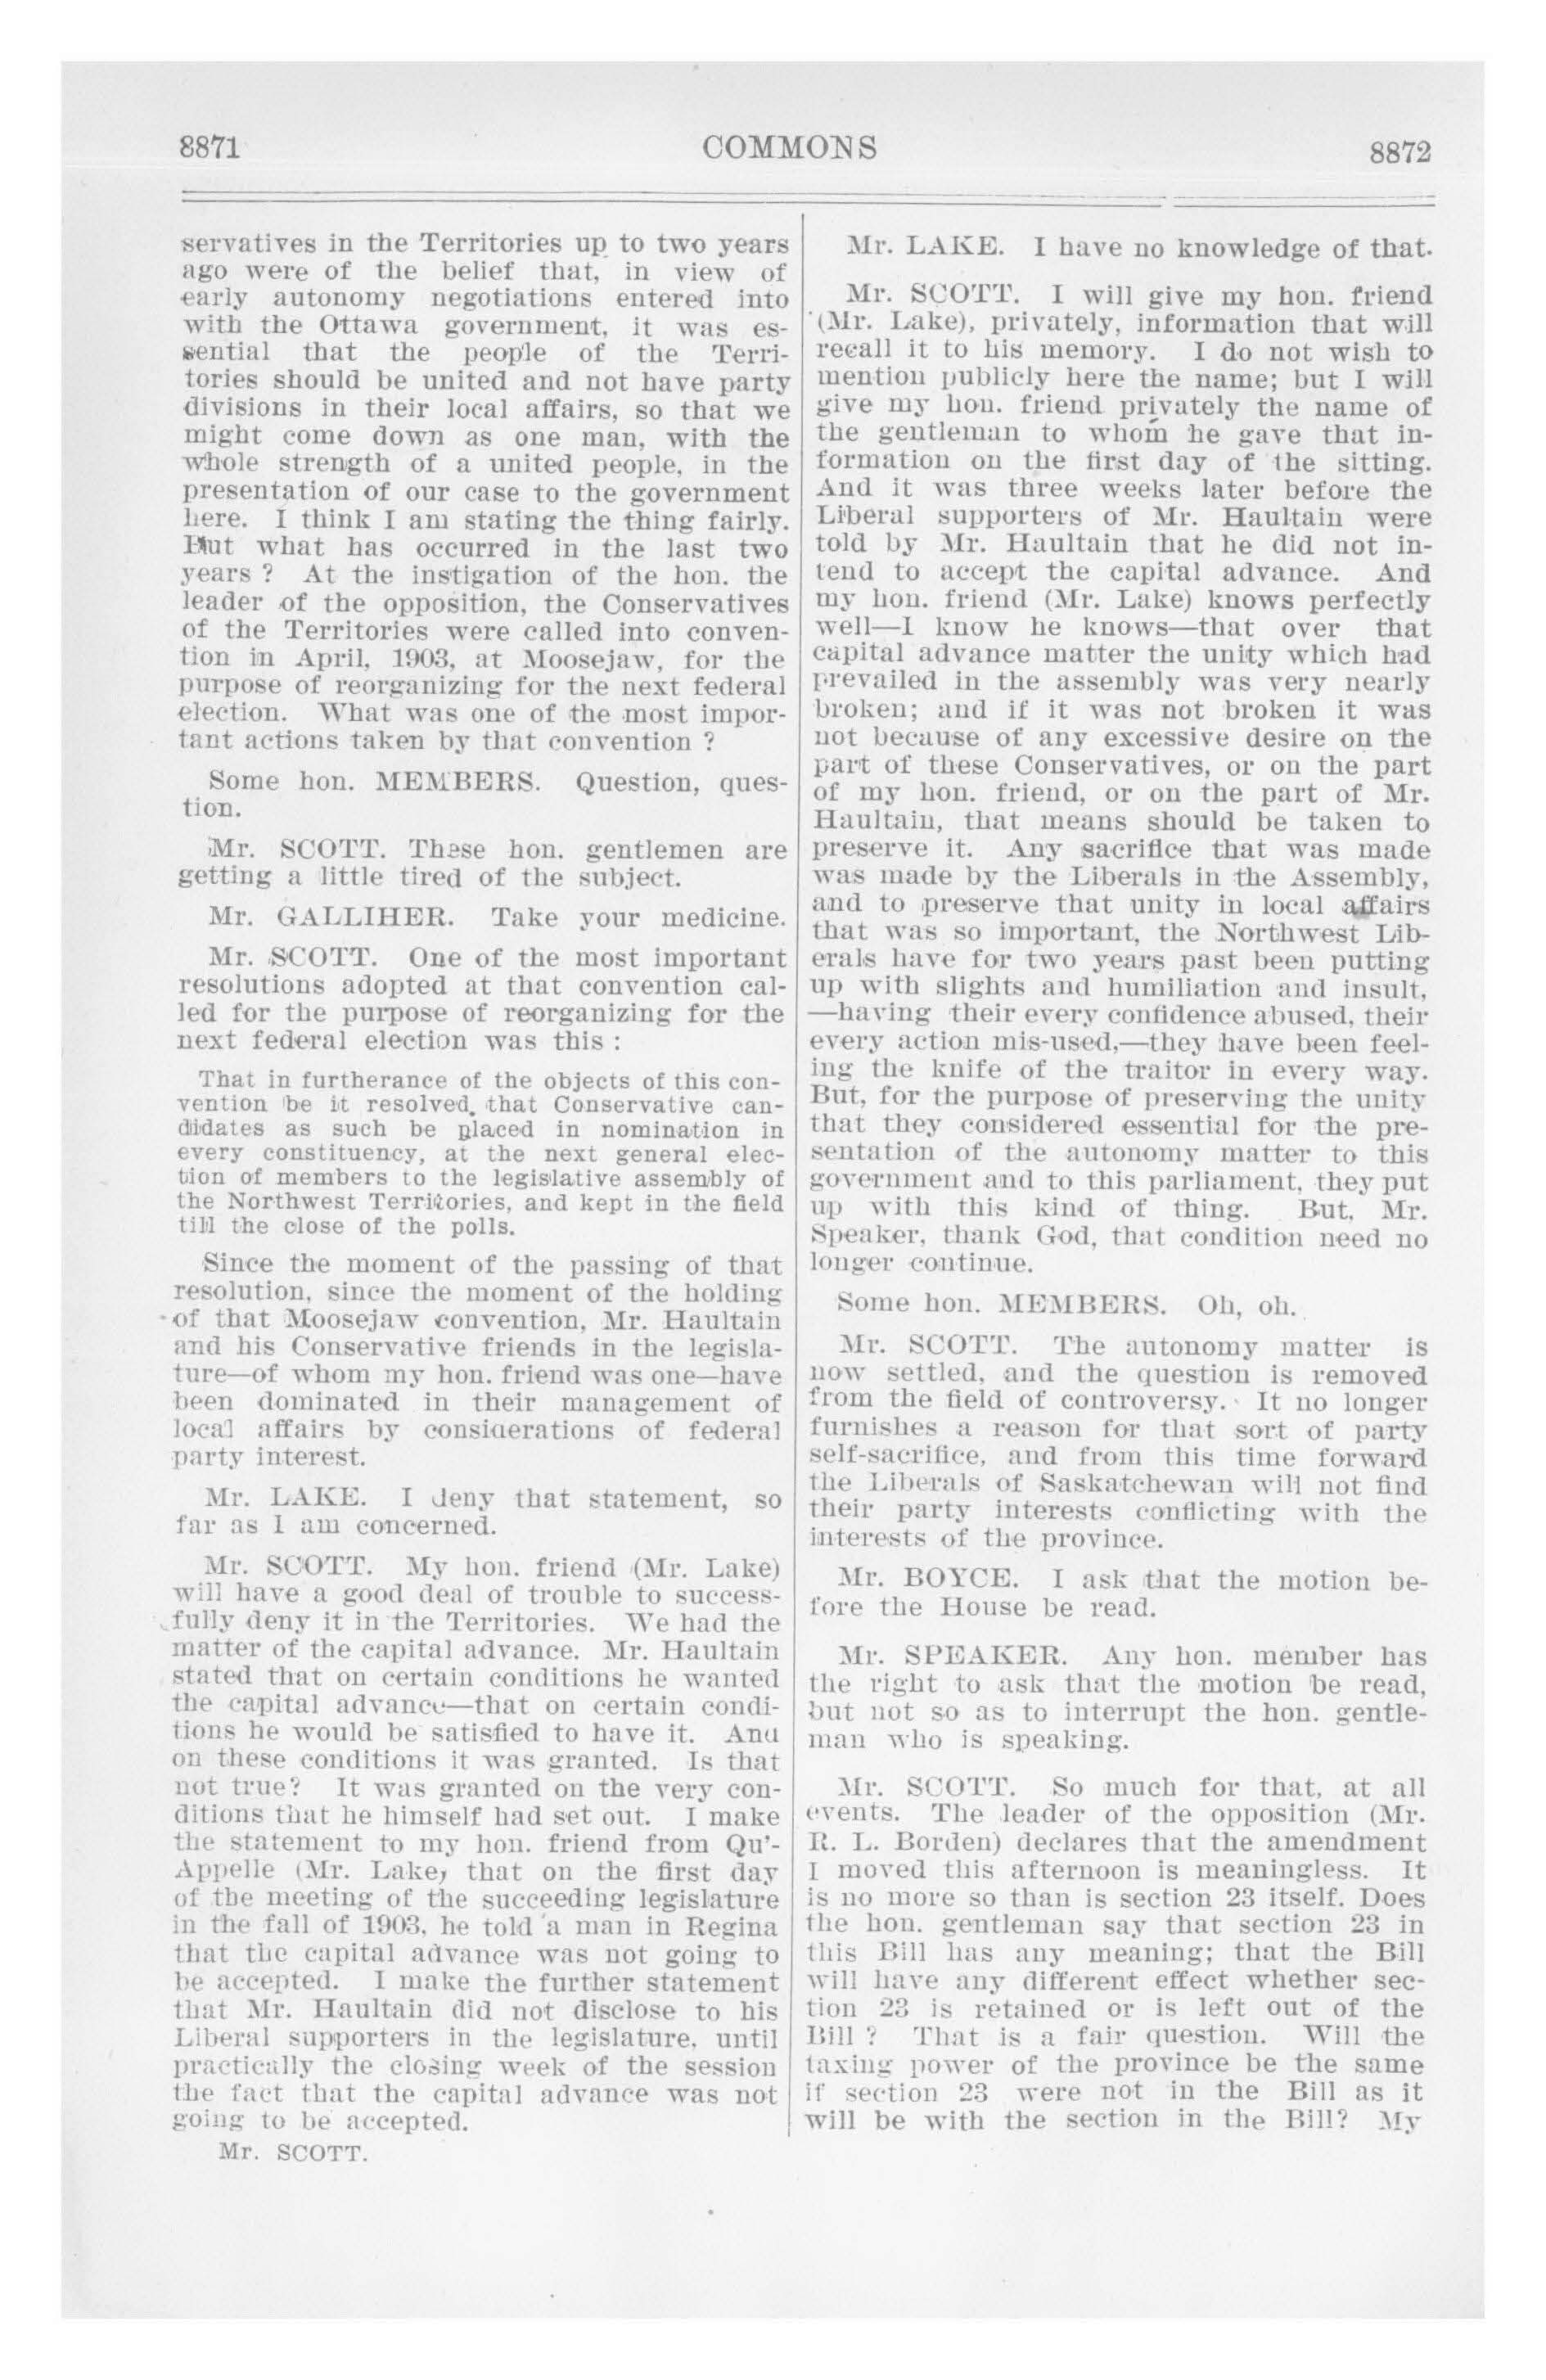 8871
COMMONS
8872
servatives in the Territories up to two years
ago were of the belief that, in view of
early autonomy negotiations entered into
with the Ottawa government, it was es-
sential that the people of the Terri-
tories should be united and not have party
divisions in their local affairs, so that we
might come down as one man, with the
whole strength of a united people, in the
presentation of our case to the government
here. I think I am stating the thing fairly.
But what has occurred in the last two
years ? At the instigation of the hon. the
leader of the opposition, the Conservatives
of the Territories were called into conven-
tion in April, 1903, at Moosejaw, for the
purpose of reorganizing for the next federal
election. What was one of the most impor-
tant actions taken by that convention ?
Some hon. MEMBERS. Question, ques-
tion.
Mr. SCOTT. These hon. gentlemen are
getting a little tired of the subject.
Mr. GALLIHER. Take your medicine.
Mr. SCOTT. One of the most important
resolutions adopted at that convention cal-
led for the purpose of reorganizing for the
next federal election was this :
That in furtherance of the objects of this con-
vention be it resolved, that Conservative can-
didates as such be placed in nomination in
every constituency, at the next general elec-
tion of members to the legislative assembly of
the Northwest Territories, and kept in the field
till the close of the polls.
Since the moment of the passing of that
resolution, since the moment of the holding
of that Moosejaw convention, Mr. Haultain
and his Conservative friends in the legisla-
ture—of whom my hon. friend was one—have
been dominated in their management of
local affairs by considerations of federal
party interest.
Mr. LAKE. I deny that statement, so
far as I am concerned.
Mr. SCOTT. My hon. friend (Mr. Lake)
will have a good deal of trouble to success-
fully deny it in the Territories. We had the
matter of the capital advance. Mr. Haultain
stated that on certain conditions he wanted
the capital advance—that on certain condi-
tions he would be satisfied to have it. And
on these conditions it was granted. Is that
not true? It was granted on the very con-
ditions that he himself had set out. I make
the statement to my hon. friend from Qu'-
Appelle (Mr. Lake) that on the first day
of the meeting of the succeeding legislature
in the fall of 1903, he told a man in Regina
that the capital advance was not going to
be accepted. I make the further statement
that Mr. Haultain did not disclose to his
Liberal supporters in the legislature, until
practically the closing week of the session
the fact that the capital advance was not
going to be accepted.
Mr. SCOTT.
Mr. LAKE. I have no knowledge of that.
Mr. SCOTT. I will give my hon. friend
(Mr. Lake), privately, information that will
recall it to his memory. I do not wish to
mention publicly here the name; but I will
give my hon. friend privately the name of
the gentleman to whom he gave that in-
formation on the first day of the sitting.
And it was three weeks later before the
Liberal supporters of Mr. Haultain were
told by Mr. Haultain that he did not in-
tend to accept the capital advance. And
my hon. friend (Mr. Lake) knows perfectly
well—I know he knows—that over that
capital advance matter the unity which had
prevailed in the assembly was very nearly
broken; and if it was not broken it was
not because of any excessive desire on the
part of these Conservatives, or on the part
of my hon. friend, or on the part of Mr.
Haultain, that means should be taken to
preserve it. Any sacrifice that was made
was made by the Liberals in the Assembly,
and to preserve that unity in local affairs
that was so important, the Northwest Lib-
erals have for two years past been putting
up with slights and humiliation and insult,
—having their every confidence abused, their
every action mis-used,—they have been feel-
ing the knife of the traitor in every way.
But, for the purpose of preserving the unity
that they considered essential for the pre-
sentation of the autonomy matter to this
government and to this parliament, they put
up with this kind of thing. But, Mr.
Speaker, thank God, that condition need no
longer continue.
Some hon. MEMBERS. Oh, oh.
Mr. SCOTT. The autonomy matter is
now settled, and the question is removed
from the field of controversy. It no longer
furnishes a reason for that sort of party
self-sacrifice, and from this time forward
the Liberals of Saskatchewan will not find
their party interests conflicting with the
interests of the province.
Mr. BOYCE. I ask that the motion be-
fore the House be read.
Mr. SPEAKER. Any hon. member has
the right to ask that the motion be read,
but not so as to interrupt the hon. gentle-
man who is speaking.
Mr. SCOTT. So much for that, at all
events. The leader of the opposition (Mr.
R. L. Borden) declares that the amendment
I moved this afternoon is meaningless. It
is no more so than is section 23 itself. Does
the hon. gentleman say that section 23 in
this Bill has any meaning; that the Bill
will have any different effect whether sec-
tion 23 is retained or is left out of the
Bill ? That is a fair question. Will the
taxing power of the province be the same
if section 23 were not in the Bill as it
will be with the section in the Bill? My